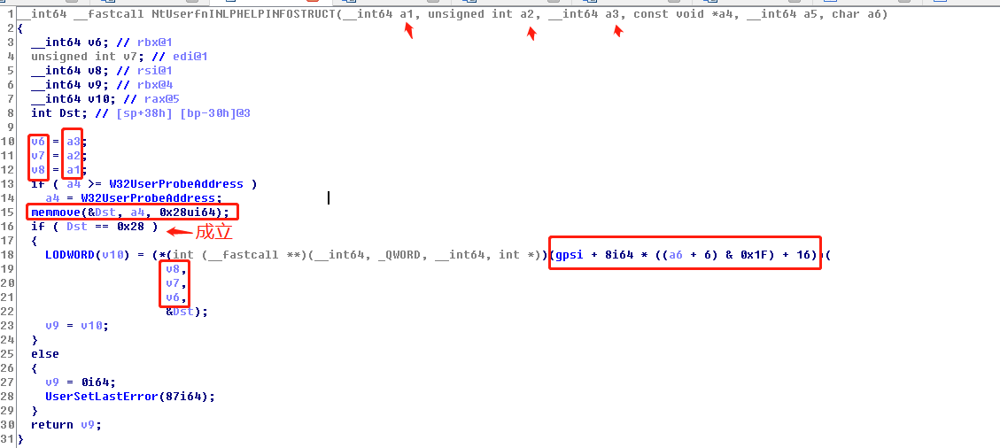 1 __int64 __fastcall NtUserfnINLPHELPINFOSTRUCT(__int64 a1, unsigned int a2, __int64 a3, const void *a4, __int64 a5, char a6)
2 {
3 __int64 v6; // rbx@1
4 unsigned int v7; // edi@1
5 __int64 v8; // rsi@1
6 __int64 v9; // rbx@4
7 __int64 v10; // rax@5
8 int Dst; // [sp+38h] [bp-30h]@3
9
10 v6 = a3;
11 v7 = a2;
12 v8 = a1;
13 if ( a4 >= W32UserProbeAddress )
14 a4 = W32UserProbeAddress;
15 memmove(&Dst, a4, 0x28ui64);
16 if ( Dst == 0x28 ) 成立
17 {
18 LODWORD(v10) = (*(int (__fastcall **)(__int64, _QWORD, __int64, int *))(gpsi + 8i64 * ((a6 + 6) & 0x1F) + 16))(
19 v8,
20 v7,
21 v6,
22 &Dst);
23 v9 = v10;
24 }
25 else
26 {
27 v9 = 0i64;
28 UserSetLastError(87i64);
29 }
30 return v9;
31 }